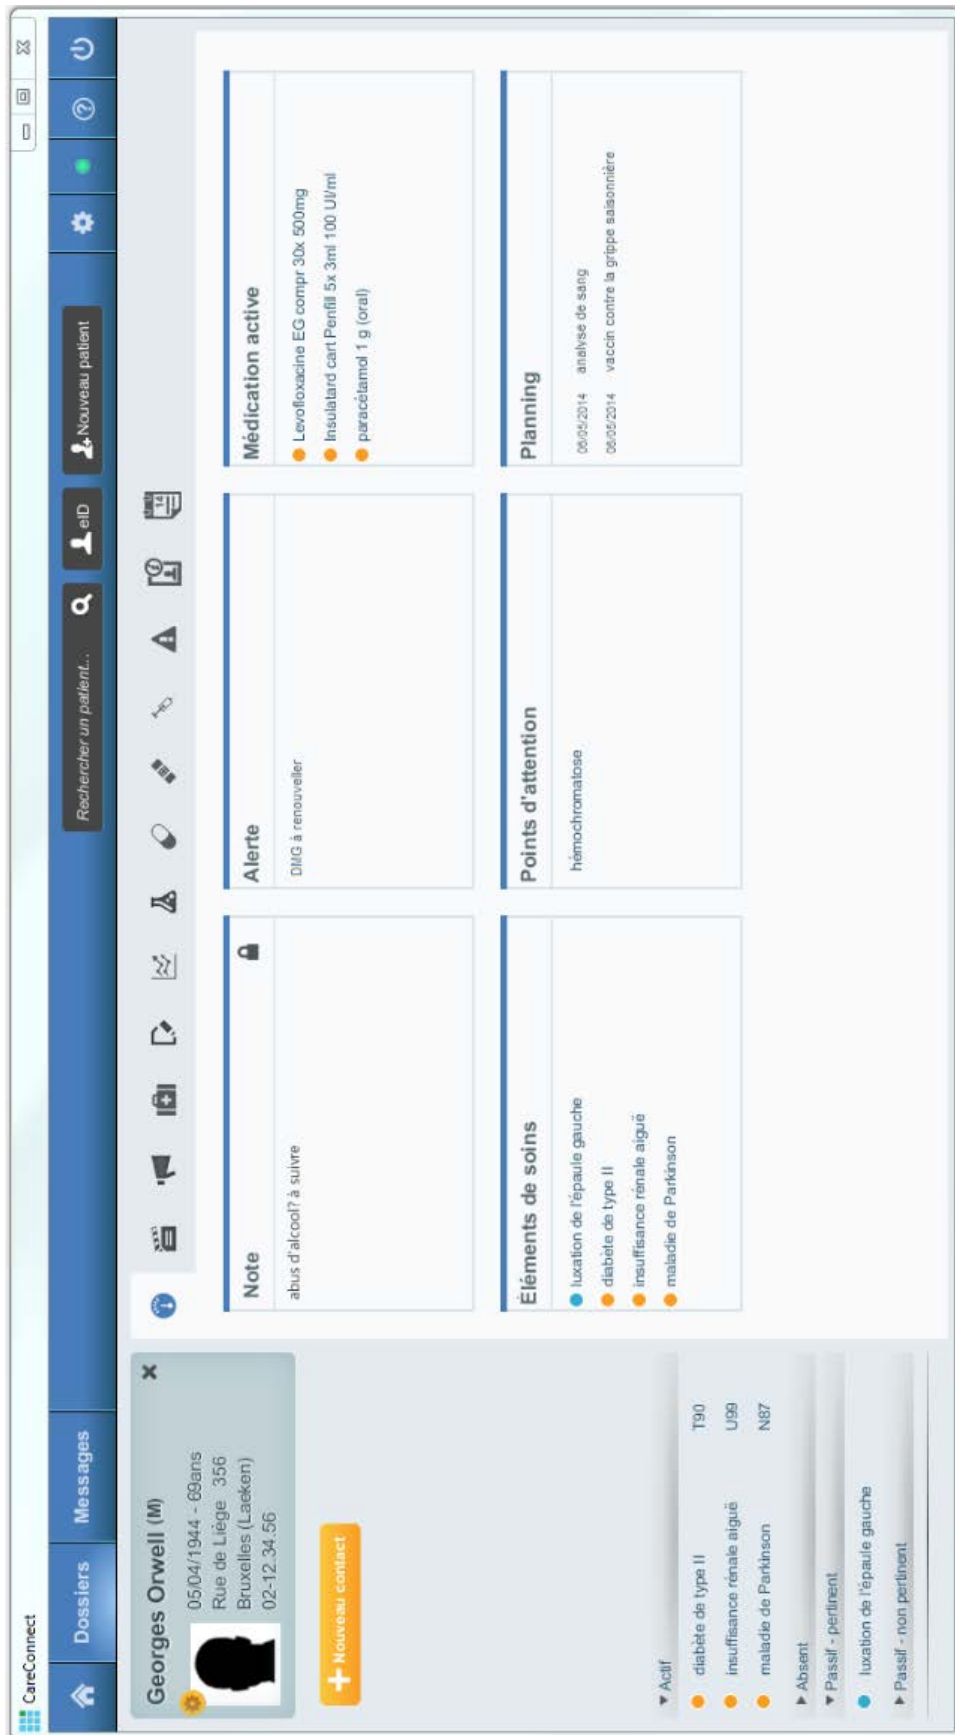 CareConnect
Dossiers
Messages
Rechercher un patient...
eID
Nouveau patient
Georges Orwell (M)
05/04/1944 - 69ans
Rue de Liège 356
Bruxelles (Laeken)
02-12.34.56
Nouveau contact
Actif
diabète de type II T90
insuffisance rénale aiguë U99
maladie de Parkinson N87
Absent
Passif - pertinent
luxation de l'épaule gauche
Passif - non pertinent
Note
abus d'alcool? à suivre
Alerte
DMG à renouveller
Médication active
Levofloxacine EG compr 30x 500mg
Insulatard cart Penfill 5x 3ml 100 UI/ml
paracétamol 1 g (oral)
Éléments de soins
luxation de l'épaule gauche
diabète de type II
insuffisance rénale aiguë
maladie de Parkinson
Points d'attention
hémochromatose
Planning
06/05/2014 analyse de sang
06/05/2014 vaccin contre la grippe saisonnière
14